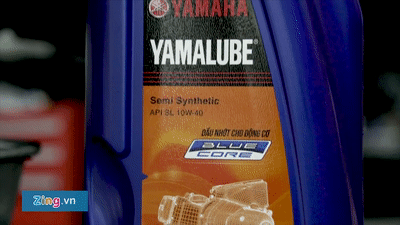 YAMAHA
YAMALUBE®
Semi Synthetic
API SL 10W-40
DẦU NHỚT CHO ĐỘNG CƠ
BLUE
CORE
Zing.vn